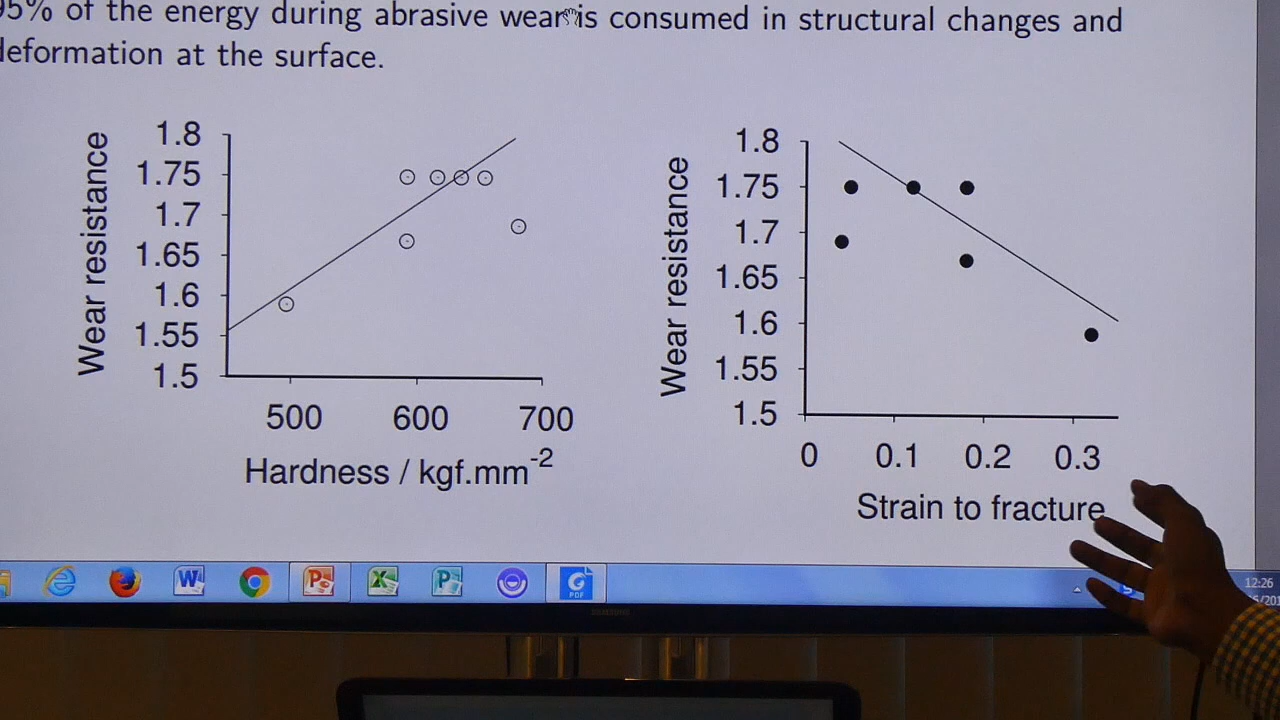 95% of the energy during abrasive wear is consumed in structural changes and
deformation at the surface.
Wear resistance
1.8
1.75
1.7
1.65
1.6
1.55
1.5
500 600 700
Hardness / kgf.mm-2
Wear resistance
1.8
1.75
1.7
1.65
1.6
1.55
1.5
0 0.1 0.2 0.3
Strain to fracture
PDF
12:26
SAMSUNG